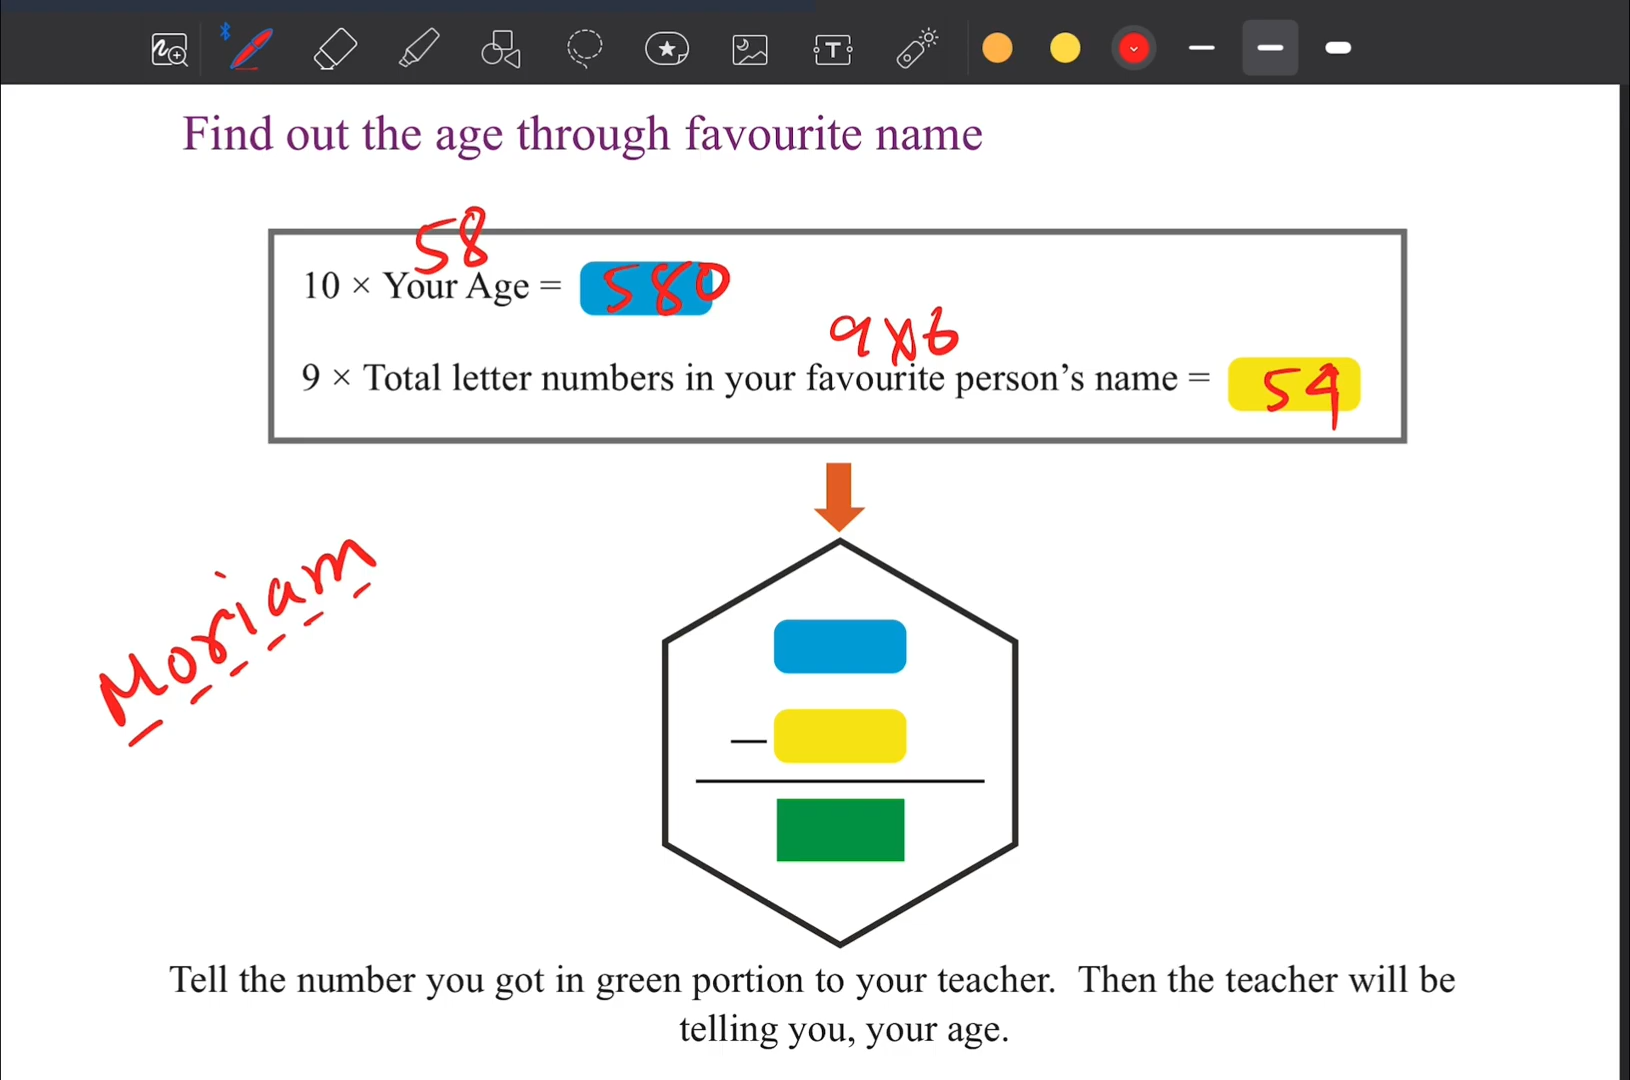 Find out the age through favourite name
58
10 × Your Age = 580
9x6
9 × Total letter numbers in your favourite person's name = 54
Moriam
Tell the number you got in green portion to your teacher. Then the teacher will be
telling you, your age.